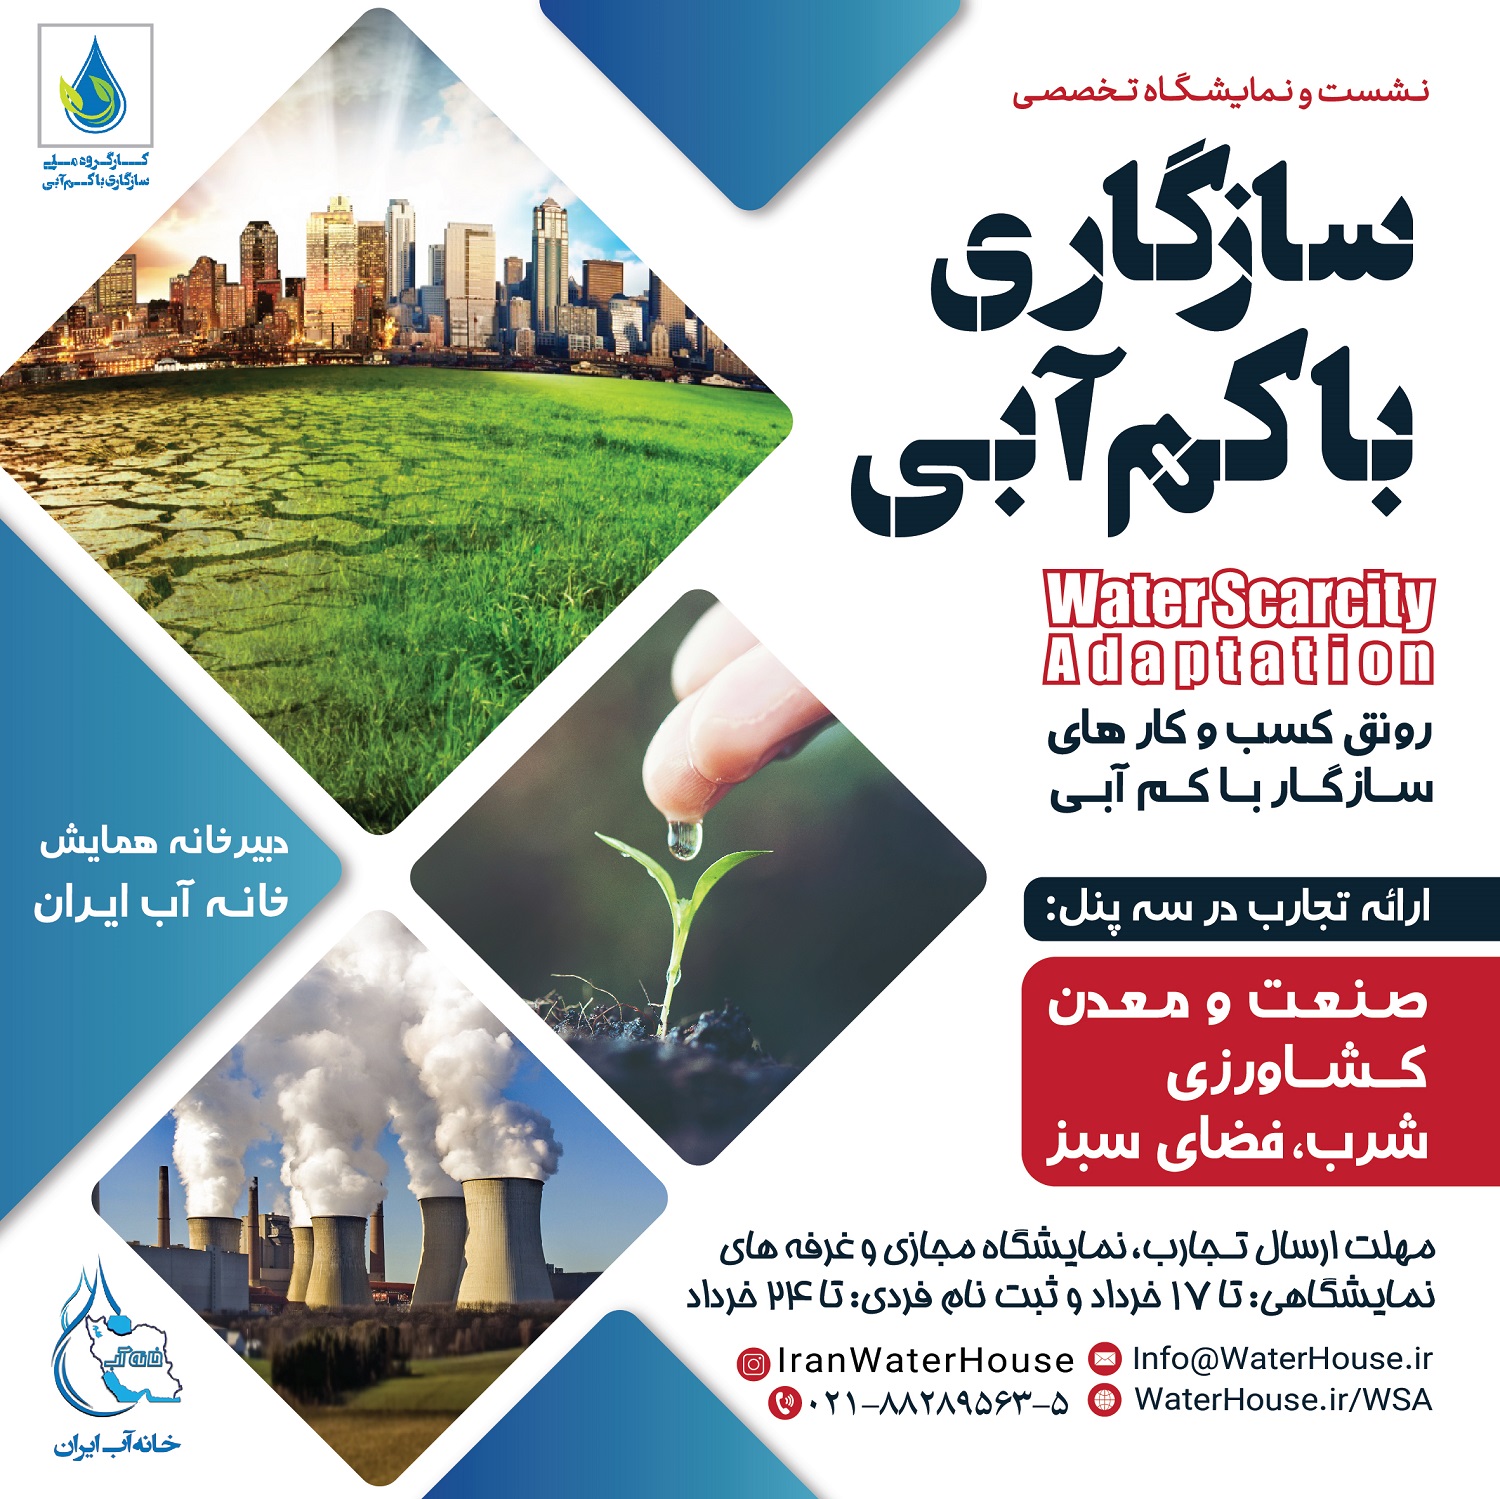 کارگروه ملی
سازگاری با کم‌آبی
نشست و نمایشگاه تخصصی
سازگاری
با کم‌آبی
Water Scarcity
Adaptation
رونق کسب و کار های
سازگار با کم آبی
دبیرخانه همایش
خانه آب ایران
ارائه تجارب در سه پنل:
صنعت و معدن
کشاورزی
شرب، فضای سبز
مهلت ارسال تجارب، نمایشگاه مجازی و غرفه های
نمایشگاهی: تا ۱۷ خرداد و ثبت نام فردی: تا ۲۴ خرداد
IranWaterHouse Info@WaterHouse.ir
۰۲۱-۸۸۲۸۹۵۶۳-۵ WaterHouse.ir/WSA
خانه آب
خانه آب ایران